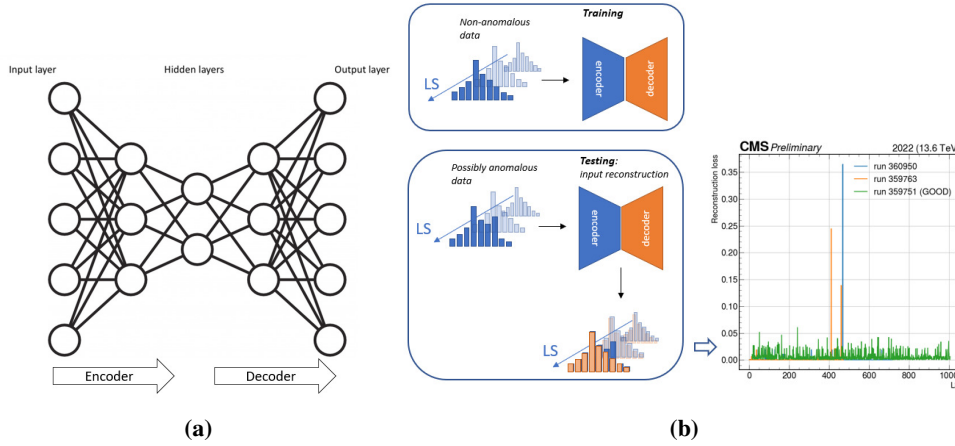 Input layer
Hidden layers
Output layer
Encoder
Decoder
(a)
Non-anomalous
data
Training
LS
encoder
decoder
Possibly anomalous
data
Testing:
input reconstruction
LS
encoder
decoder
LS
CMS Preliminary
2022 (13.6 TeV
Reconstruction loss
run 360950
run 359763
run 359751 (GOOD)
0.35
0.30
0.25
0.20
0.15
0.10
0.05
0.00
0 200 400 600 800 1000
L
(b)